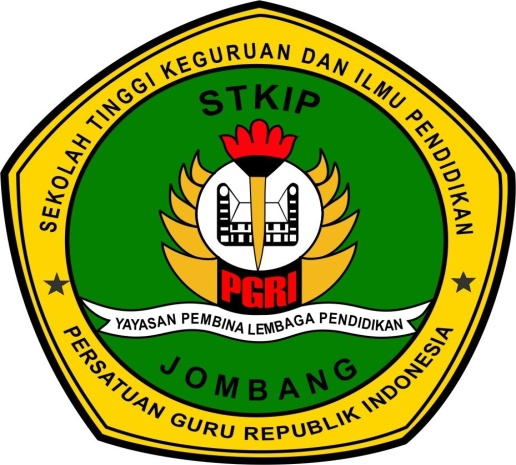 SEKOLAH TINGGI KEGURUAN DAN ILMU PENDIDIKAN
STKIP
PGRI
YAYASAN PEMBINA LEMBAGA PENDIDIKAN
JOMBANG
PERSATUAN GURU REPUBLIK INDONESIA